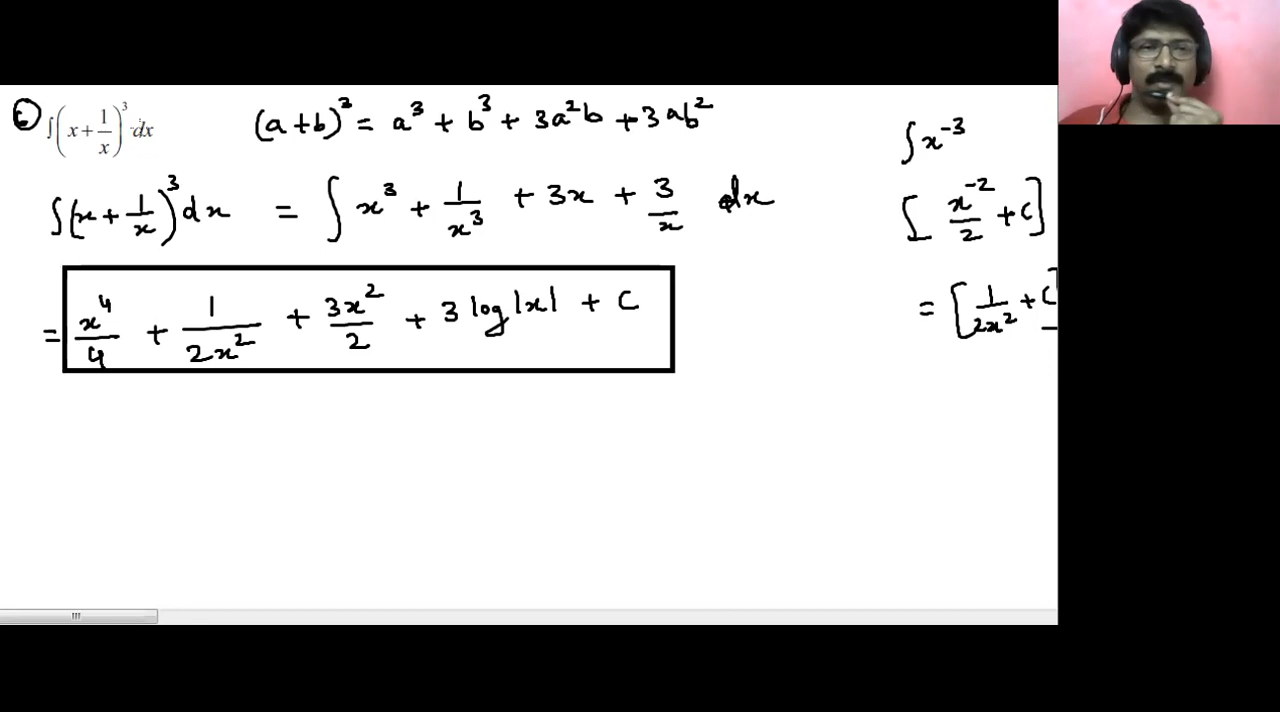 6 ∫(x + 1/x)³ · dx    (a+b)³ = a³ + b³ + 3a²b + 3ab²
∫(x + 1/x)³ dx = ∫ x³ + 1/x³ + 3x + 3/x dx
= x⁴/4 + 1/2x² + 3x²/2 + 3 log|x| + C
∫x⁻³
[x⁻²/2 + C]
= [1/2x² + C]